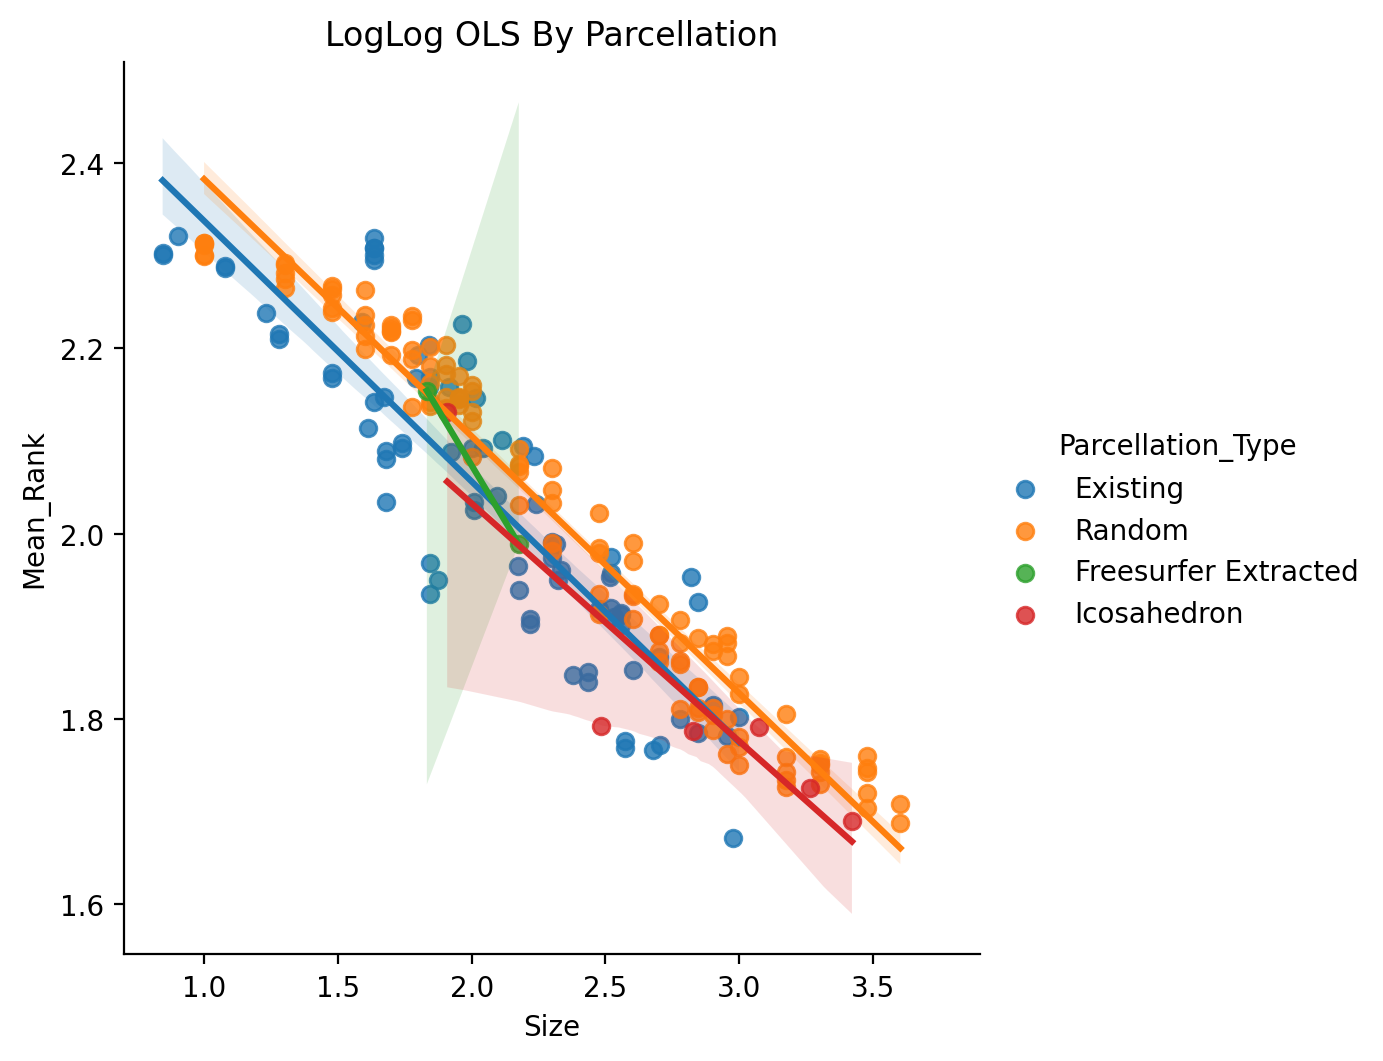 LogLog OLS By Parcellation
2.4
2.2
2.0
1.8
1.6
Mean_Rank
1.0 1.5 2.0 2.5 3.0 3.5
Size
Parcellation_Type
Existing
Random
Freesurfer Extracted
Icosahedron